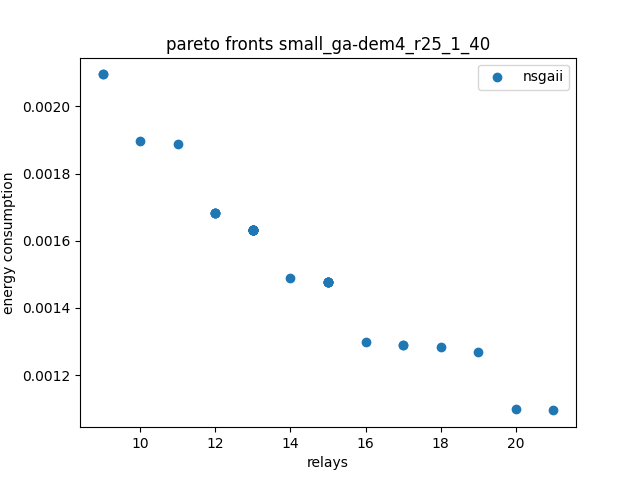 pareto fronts small_ga-dem4_r25_1_40
nsgaii
energy consumption
0.0020
0.0018
0.0016
0.0014
0.0012
10
12
14
16
18
20
relays